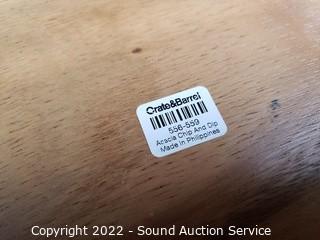 Crate&Barrel
556-559
Acacia Chip And Dip
Made in Philippines
Copyright 2022 - Sound Auction Service